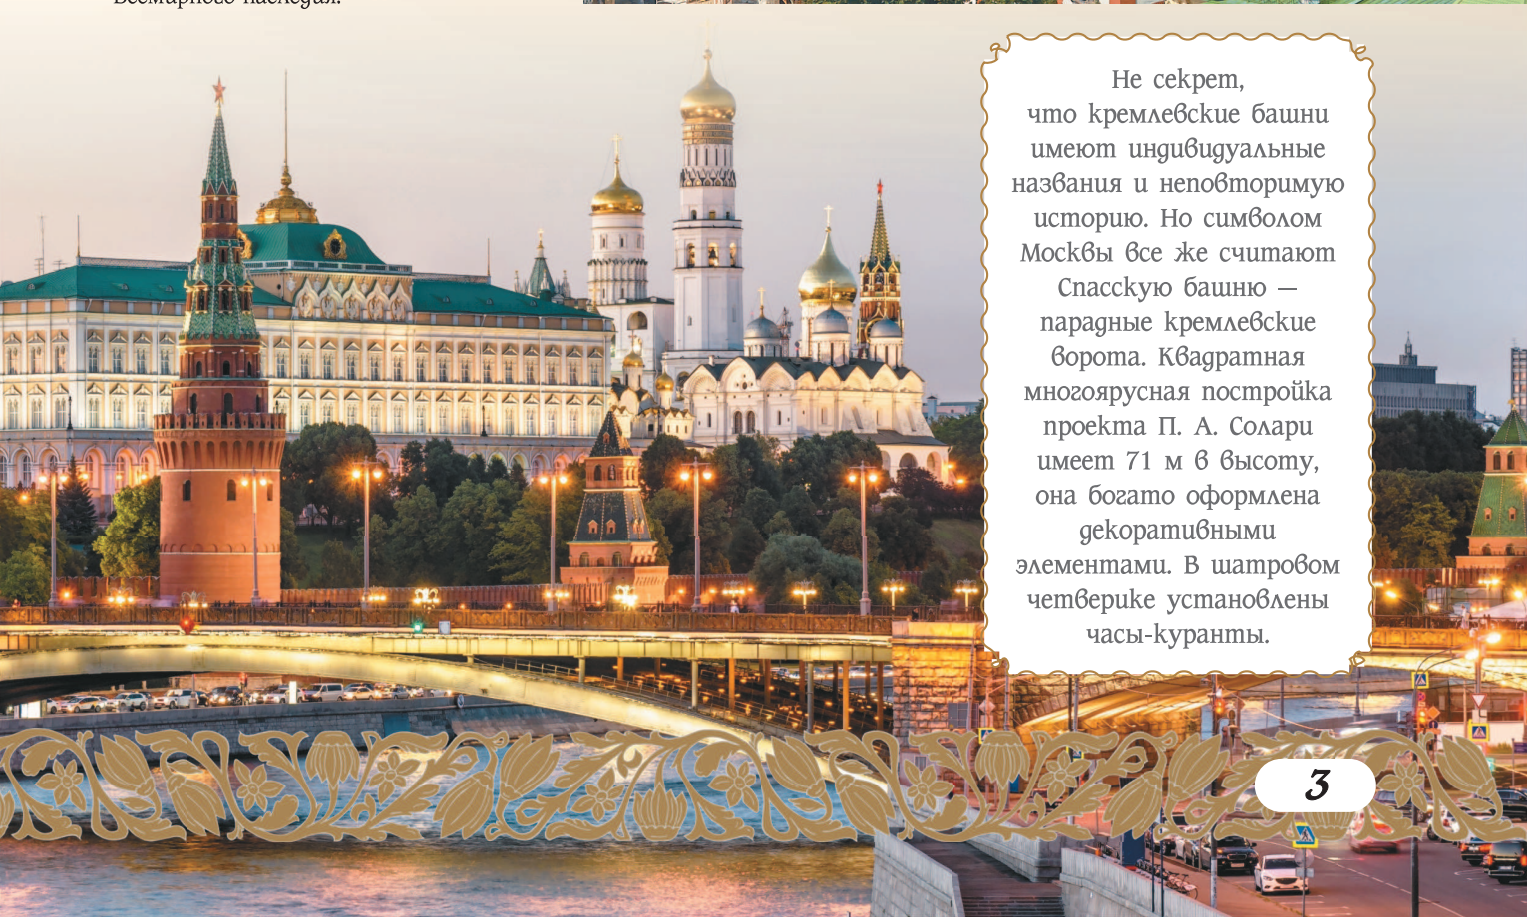 Всемирного наследия.
Не секрет,
что кремлевские башни
имеют индивидуальные
названия и неповторимую
историю. Но символом
Москвы все же считают
Спасскую башню —
парадные кремлевские
ворота. Квадратная
многоярусная постройка
проекта П. А. Солари
имеет 71 м в высоту,
она богато оформлена
декоративными
элементами. В шатровом
четверике установлены
часы-куранты.
3